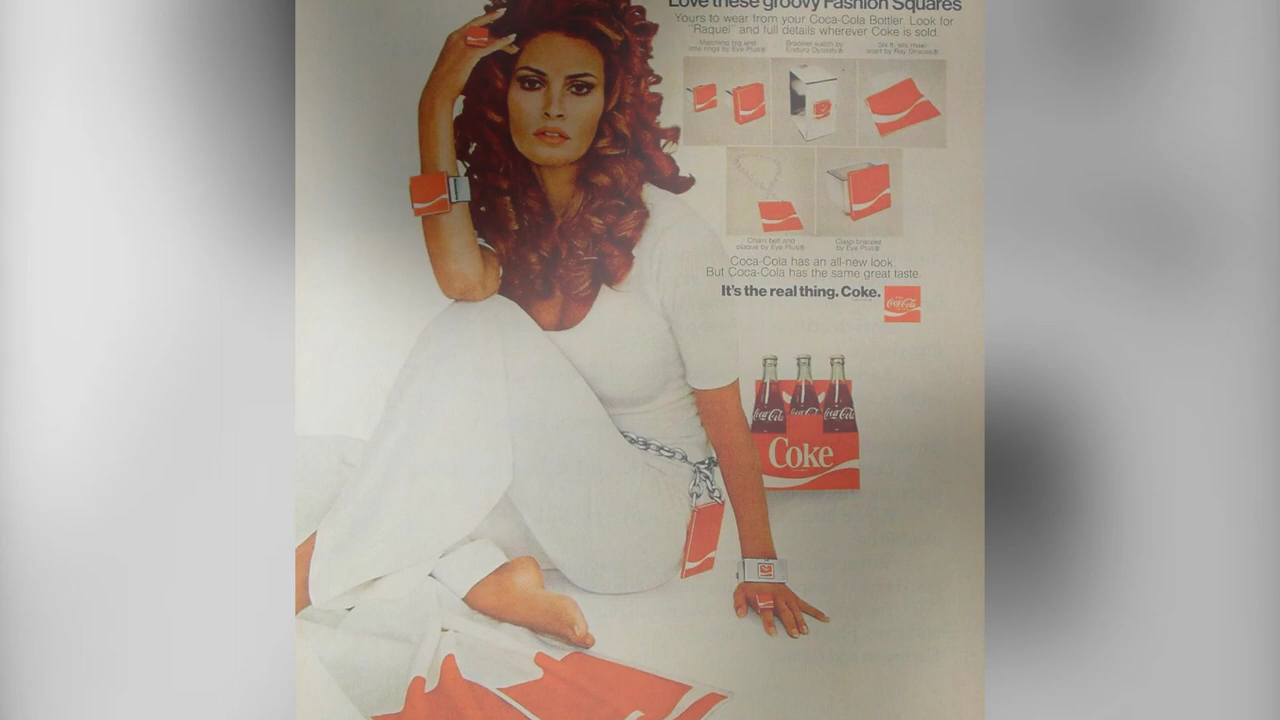 Love these groovy Fashion Squares
Yours to wear from your Coca-Cola Bottler. Look for
"Raquel" and full details wherever Coke is sold.
Matching big and
little rings by Eye Plus®
Bracelet watch by
Endura Dynasty®
Six ft. silk maxi
scarf by Ray Strauss®
Chain belt and
plaque by Eye Plus®
Clasp bracelet
by Eye Plus®
Coca-Cola has an all-new look.
But Coca-Cola has the same great taste.
It's the real thing. Coke.
Coca-Cola
Coca-Cola
Coca-Cola
Coca-Cola
Coke